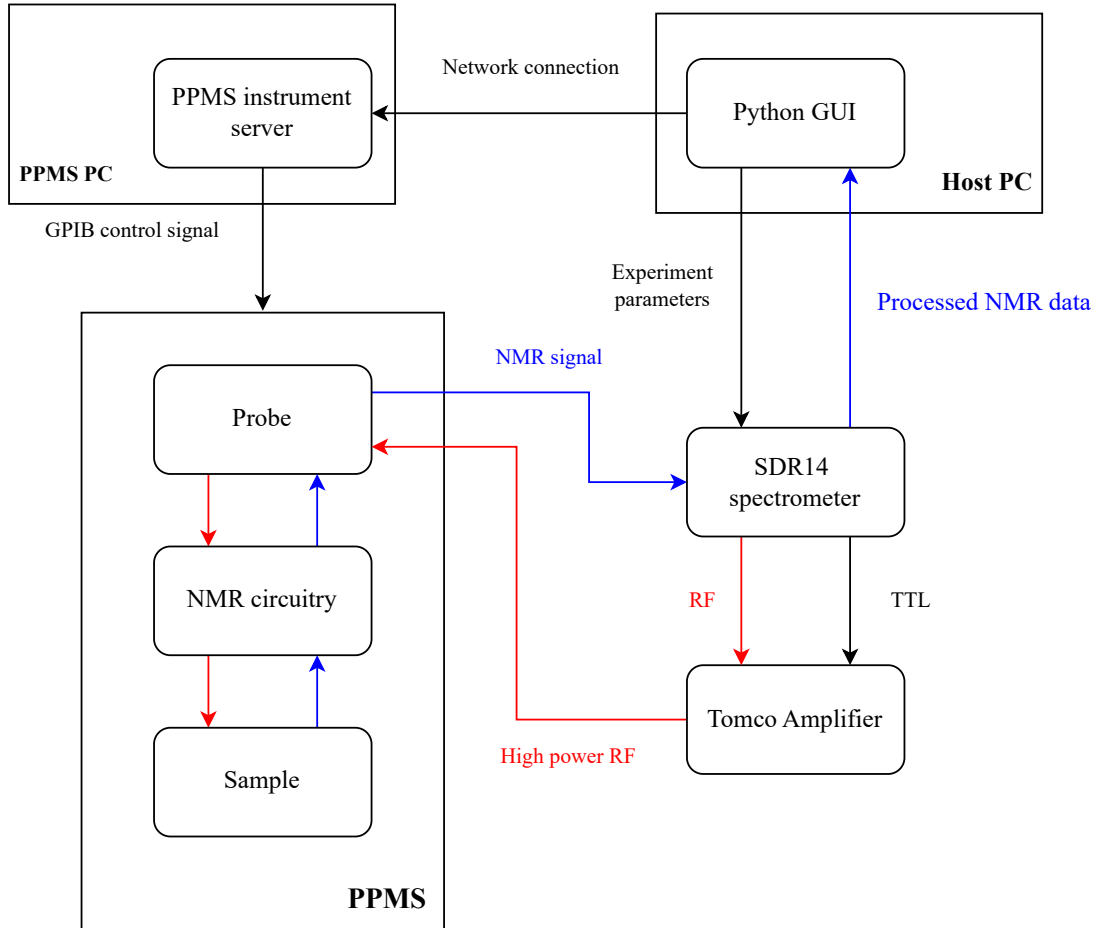 Network connection
PPMS instrument
server
Python GUI
PPMS PC
Host PC
GPIB control signal
Experiment
parameters
Processed NMR data
NMR signal
Probe
SDR14
spectrometer
NMR circuitry
RF
TTL
Tomco Amplifier
High power RF
Sample
PPMS